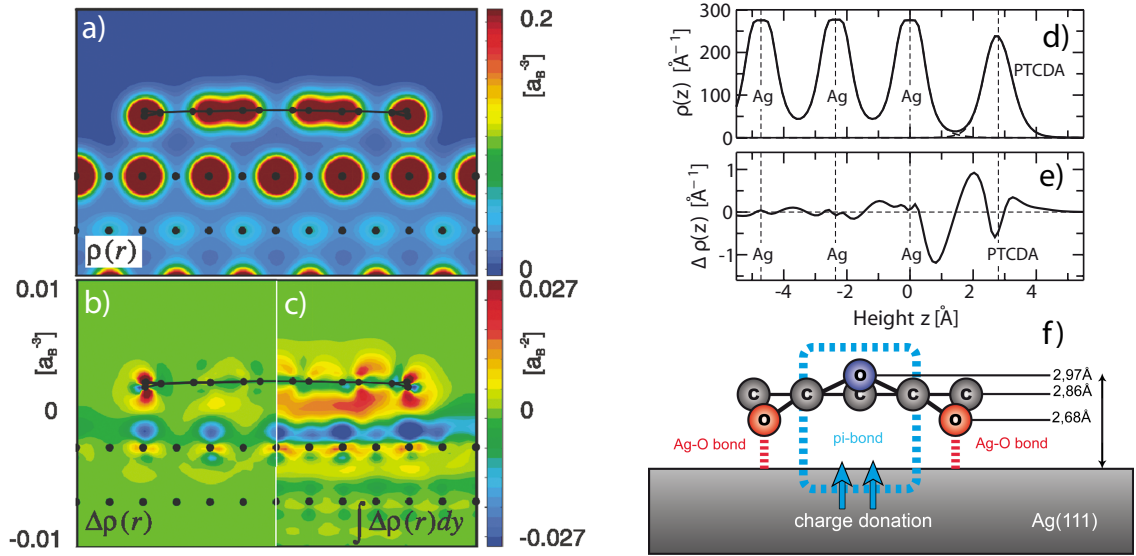 a)
0.2
[a_B^-3]
0
ρ(r)
0.01
[a_B^-3]
0
-0.01
b)
c)
Δρ(r)
∫Δρ(r)dy
0.027
[a_B^-2]
0
-0.027
300
200
100
0
ρ(z) [Å⁻¹]
d)
Ag
Ag
Ag
PTCDA
1
0
-1
Δ ρ(z) [Å⁻¹]
e)
Ag
Ag
Ag
PTCDA
-4
-2
0
2
4
Height z [Å]
f)
O
C
C
C
C
C
O
O
2,97Å
2,86Å
2,68Å
Ag-O bond
pi-bond
Ag-O bond
charge donation
Ag(111)